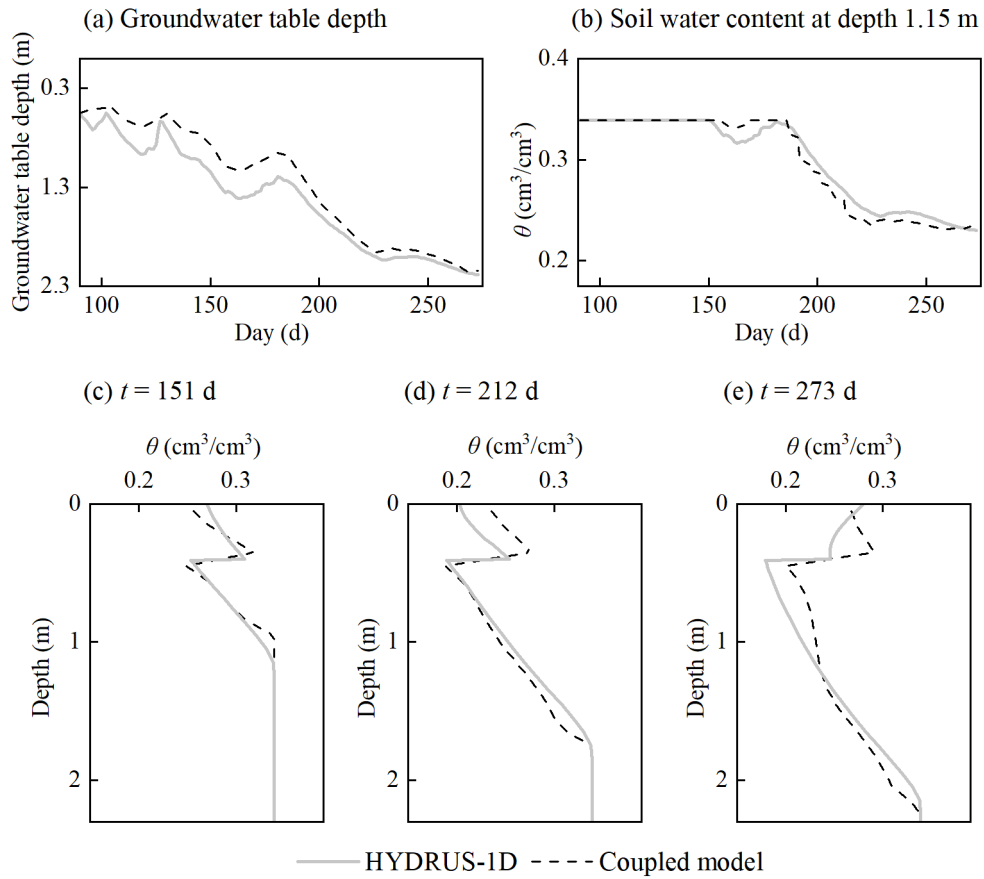 (a) Groundwater table depth
(b) Soil water content at depth 1.15 m
Groundwater table depth (m)
0.3
1.3
2.3
100
150
200
250
Day (d)
θ (cm³/cm³)
0.4
0.3
0.2
100
150
200
250
Day (d)
(c) t = 151 d
(d) t = 212 d
(e) t = 273 d
θ (cm³/cm³)
0.2
0.3
Depth (m)
0
1
2
θ (cm³/cm³)
0.2
0.3
Depth (m)
0
1
2
θ (cm³/cm³)
0.2
0.3
Depth (m)
0
1
2
HYDRUS-1D
Coupled model